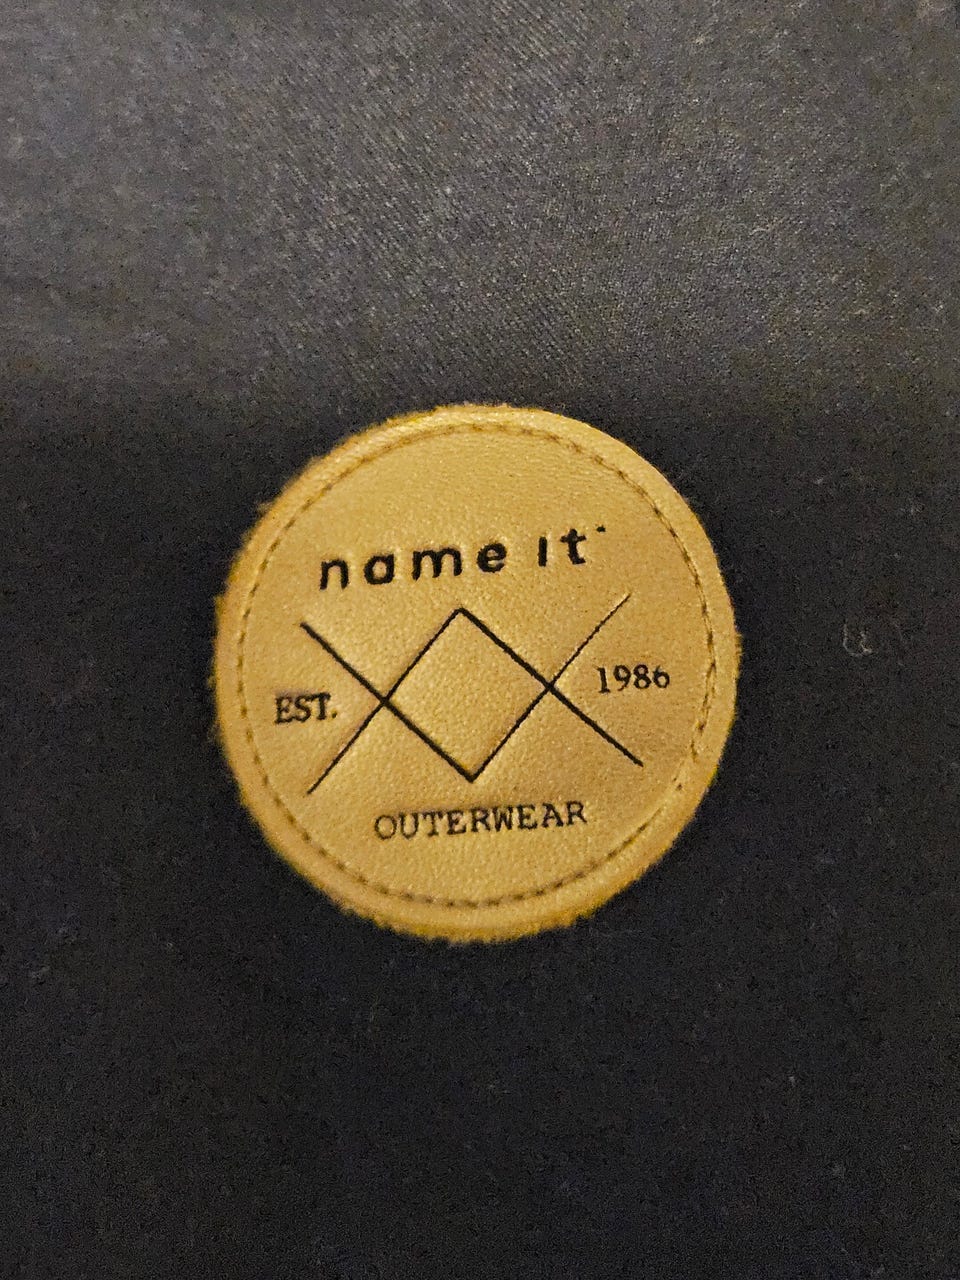 name it
EST. 1986
OUTERWEAR